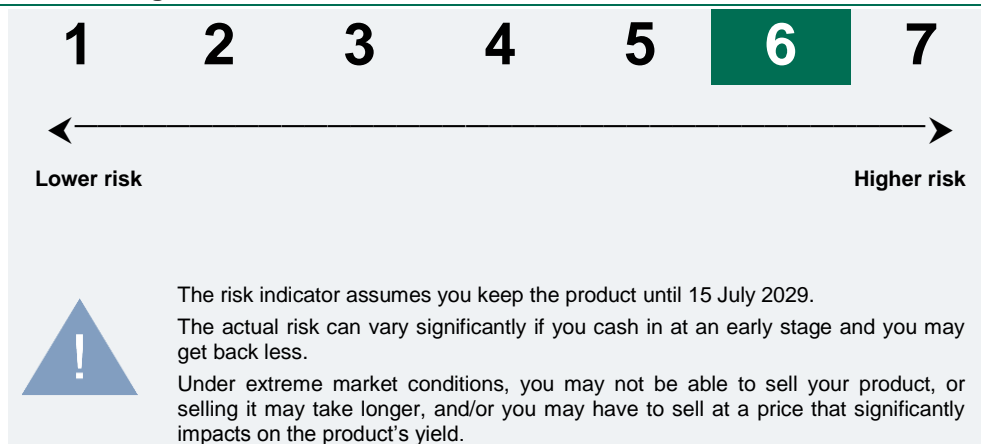 1 2 3 4 5 6 7
Lower risk Higher risk
The risk indicator assumes you keep the product until 15 July 2029.
! The actual risk can vary significantly if you cash in at an early stage and you may
get back less.
Under extreme market conditions, you may not be able to sell your product, or
selling it may take longer, and/or you may have to sell at a price that significantly
impacts on the product's yield.